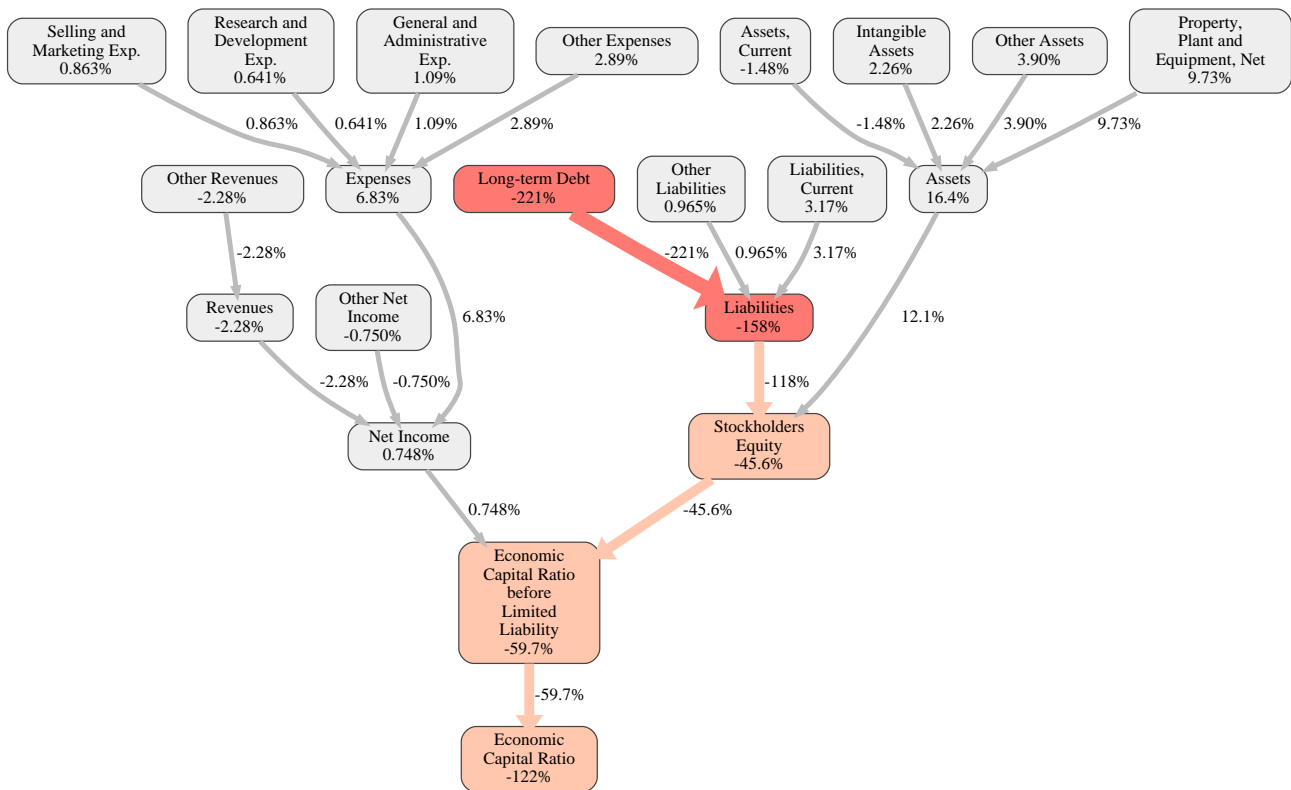 Selling and
Marketing Exp.
0.863%
Research and
Development
Exp.
0.641%
General and
Administrative
Exp.
1.09%
Other Expenses
2.89%
Assets,
Current
-1.48%
Intangible
Assets
2.26%
Other Assets
3.90%
Property,
Plant and
Equipment, Net
9.73%
0.863%
0.641%
1.09%
2.89%
-1.48%
2.26%
3.90%
9.73%
Other Revenues
-2.28%
Expenses
6.83%
Long-term Debt
-221%
Other
Liabilities
0.965%
Liabilities,
Current
3.17%
Assets
16.4%
-2.28%
-221%
0.965%
3.17%
Revenues
-2.28%
Other Net
Income
-0.750%
6.83%
Liabilities
-158%
12.1%
-2.28%
-0.750%
-118%
Net Income
0.748%
Stockholders
Equity
-45.6%
0.748%
-45.6%
Economic
Capital Ratio
before
Limited
Liability
-59.7%
-59.7%
Economic
Capital Ratio
-122%